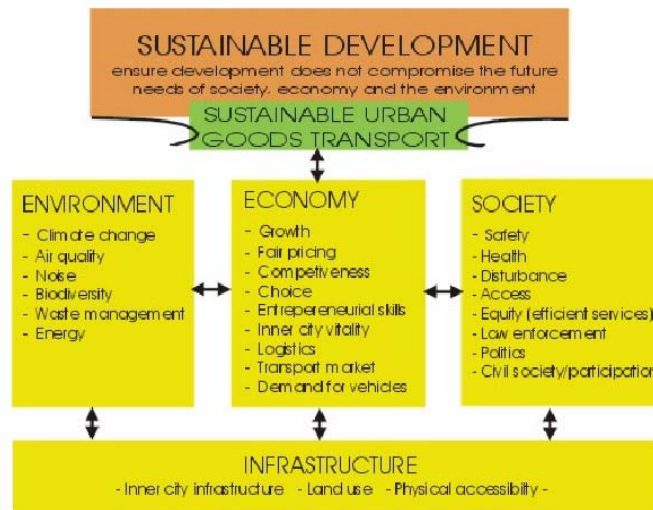 SUSTAINABLE DEVELOPMENT
ensure development does not compromise the future
needs of society, economy and the environment
SUSTAINABLE URBAN
GOODS TRANSPORT
ENVIRONMENT
- Climate change
- Air quality
- Noise
- Biodiversity
- Waste management
- Energy
ECONOMY
- Growth
- Fair pricing
- Competiveness
- Choice
- Entrepereneurial skills
- Inner city vitality
- Logistics
- Transport market
- Demand for vehicles
SOCIETY
- Safety
- Health
- Disturbance
- Access
- Equity (efficient services)
- Law enforcement
- Politics
- Civil society/participation
INFRASTRUCTURE
- Inner city infrastructure - Land use - Physical accessibiity -